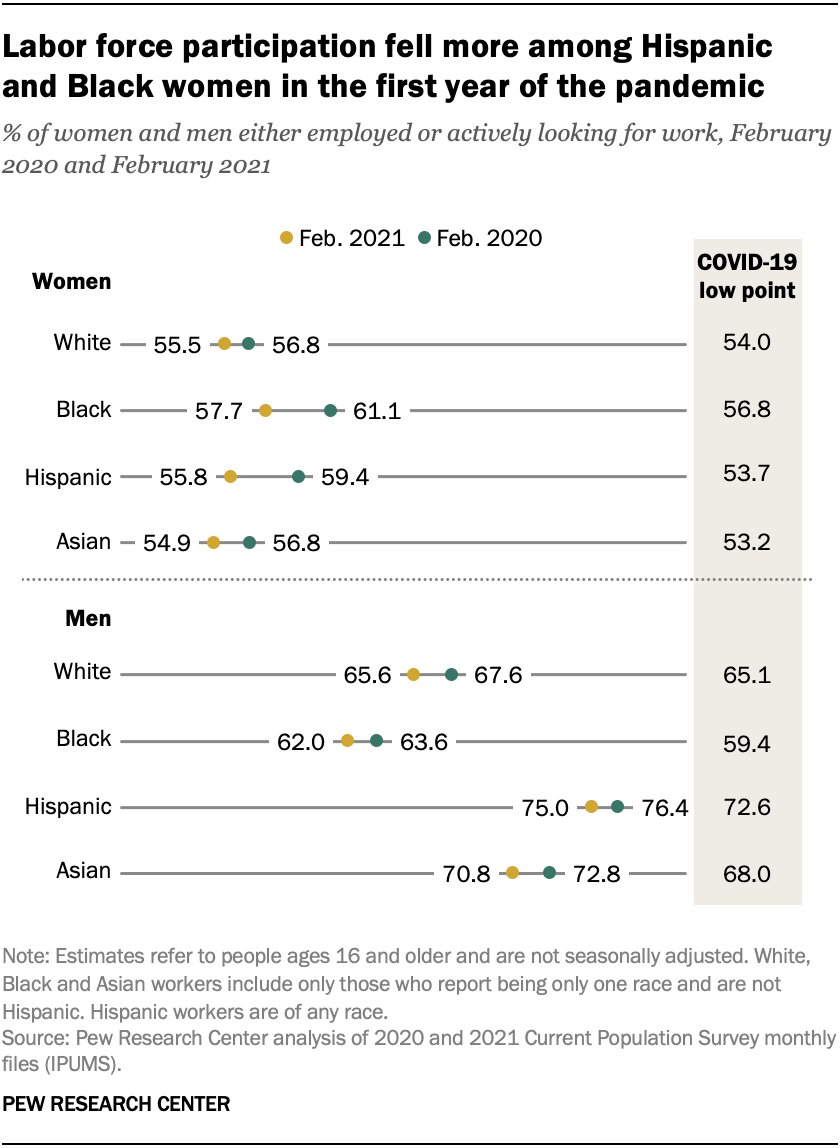 Labor force participation fell more among Hispanic
and Black women in the first year of the pandemic
% of women and men either employed or actively looking for work, February
2020 and February 2021
Feb. 2021 Feb. 2020
COVID-19
low point
Women
White 55.5 56.8 54.0
Black 57.7 61.1 56.8
Hispanic 55.8 59.4 53.7
Asian 54.9 56.8 53.2
Men
White 65.6 67.6 65.1
Black 62.0 63.6 59.4
Hispanic 75.0 76.4 72.6
Asian 70.8 72.8 68.0
Note: Estimates refer to people ages 16 and older and are not seasonally adjusted. White,
Black and Asian workers include only those who report being only one race and are not
Hispanic. Hispanic workers are of any race.
Source: Pew Research Center analysis of 2020 and 2021 Current Population Survey monthly
files (IPUMS).
PEW RESEARCH CENTER